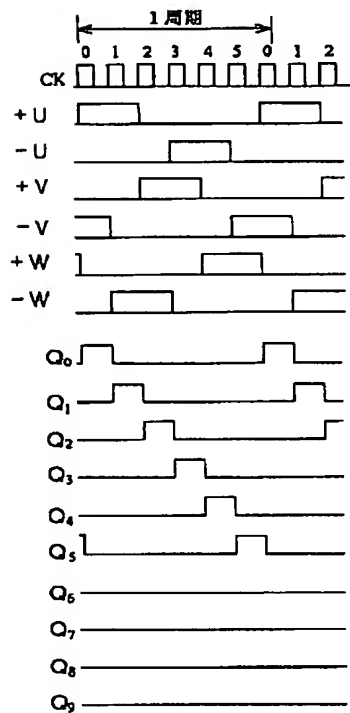 1 周期
0 1 2 3 4 5 0 1 2
CK
+ U
- U
+ V
- V
+ W
- W
Q₀
Q₁
Q₂
Q₃
Q₄
Q₅
Q₆
Q₇
Q₈
Q₉